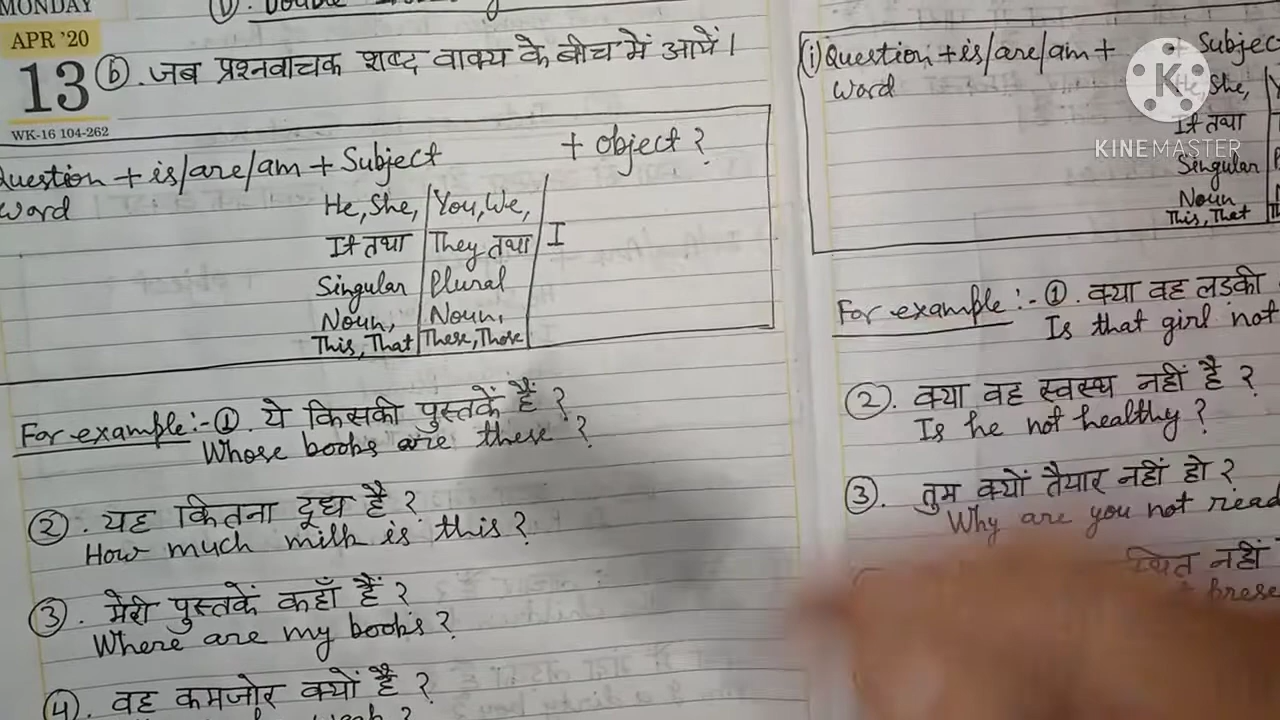 MONDAY
APR '20
13
WK-16 104-262
ⓑ. जब प्रश्नवाचक शब्द वाक्य के बीच में आयें।
Question + is/are/am + Subject + object ?
Word He, She, You, We,
It तथा They तथा I
Singular Plural
Noun, Noun,
This, That These, Those
For example :- ①. ये किसकी पुस्तकें हैं ?
Whose books are these ?
②. यह कितना दूध है ?
How much milk is this ?
③. मेरी पुस्तकें कहाँ हैं ?
Where are my books ?
④. वह कमजोर क्यों है ?
(i) Question + is/are/am + Subjec
Word He, She,
It तथा
Singular
Noun
This, That
KINEMASTER
For example :- ①. क्या वह लड़की
Is that girl not
②. क्या वह स्वस्थ नहीं है ?
Is he not healthy ?
③. तुम क्यों तैयार नहीं हो ?
Why are you not read
नहीं
prese